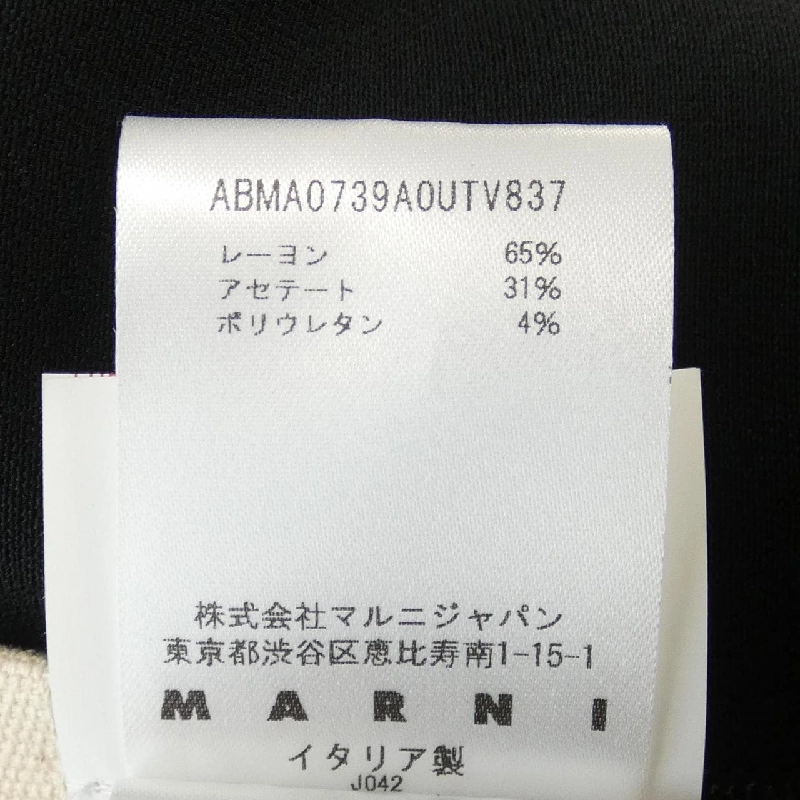 ABMA0739A0UTV837
レーヨン 65%
アセテート 31%
ポリウレタン 4%
株式会社マルニジャパン
東京都渋谷区恵比寿南1-15-1
MARNI
イタリア製
J042